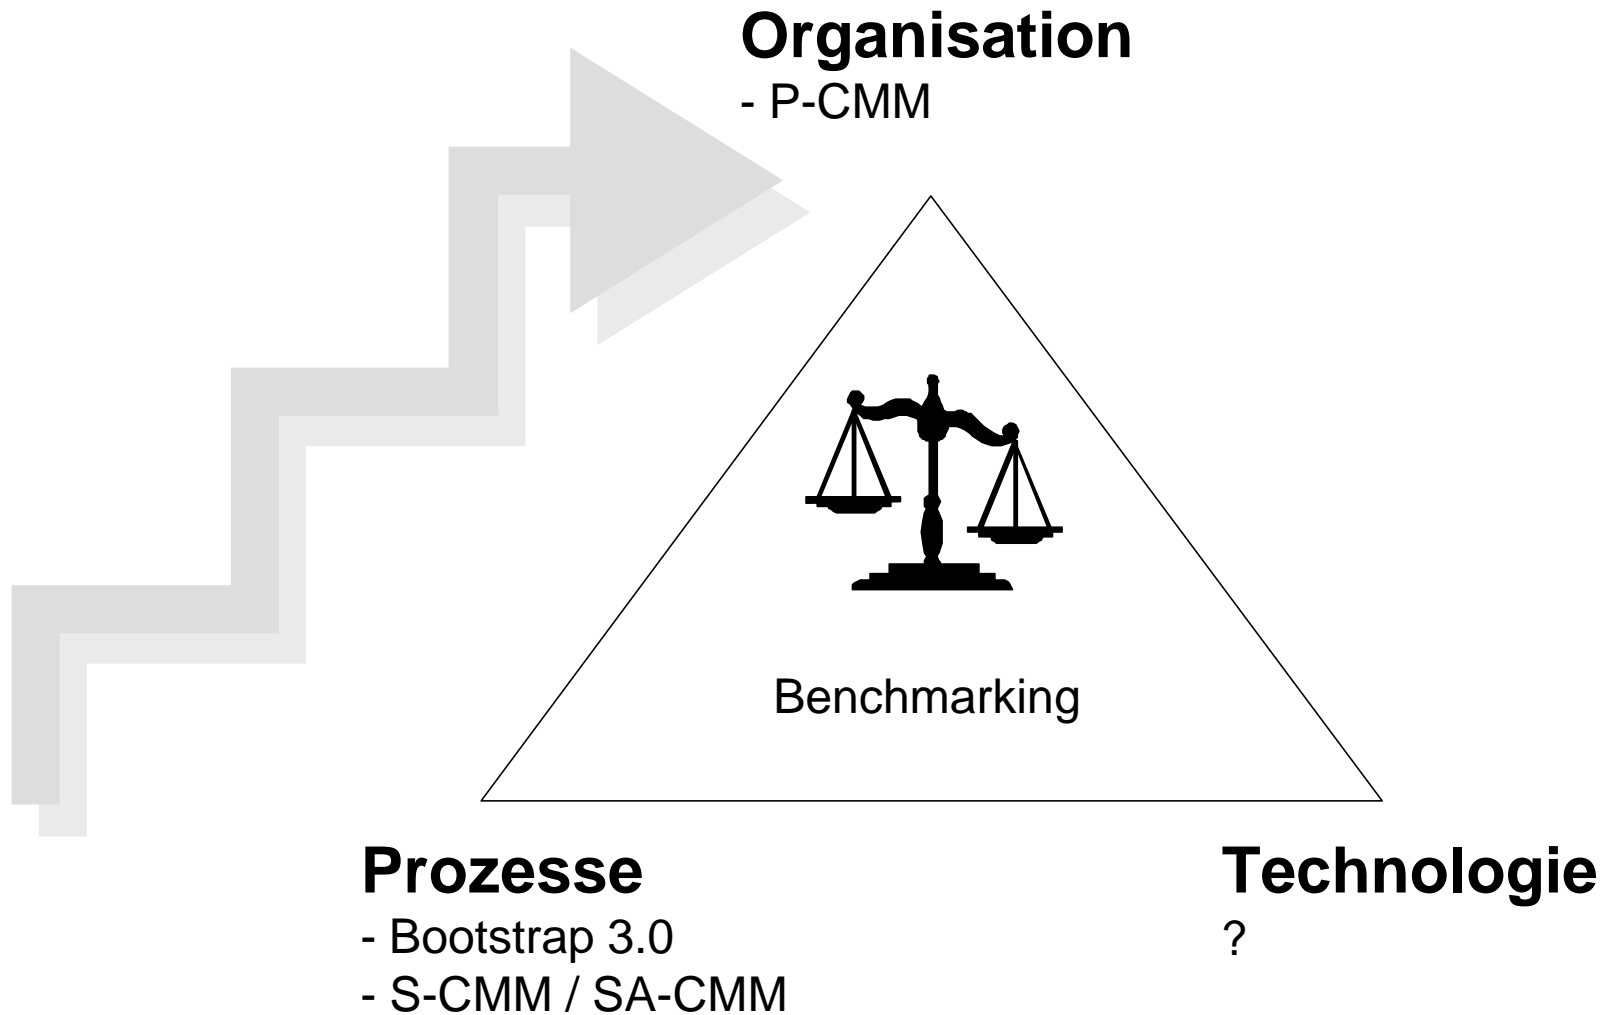 Organisation
- P-CMM
Benchmarking
Prozesse
- Bootstrap 3.0
- S-CMM / SA-CMM
Technologie
?